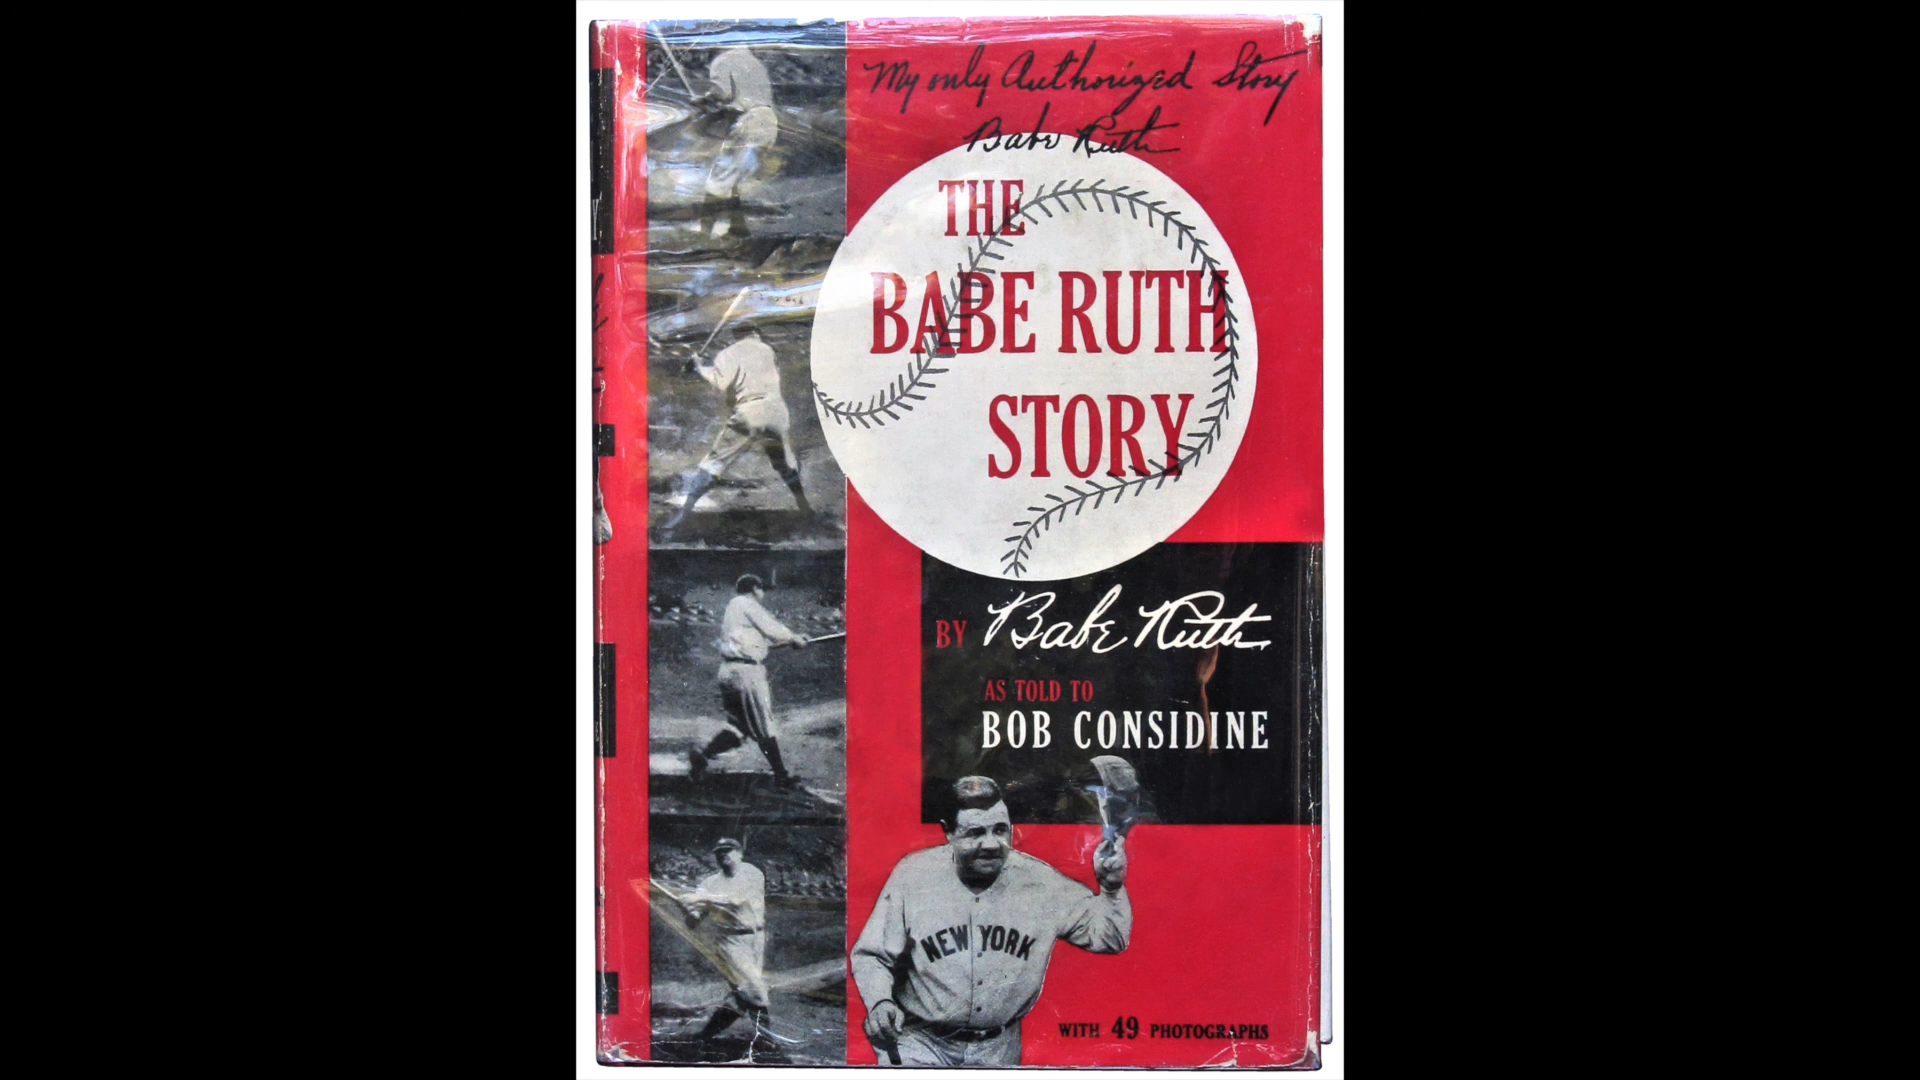 My only Authorized Story
Babe Ruth
THE
BABE RUTH
STORY
BY Babe Ruth
AS TOLD TO
BOB CONSIDINE
NEW YORK
WITH 49 PHOTOGRAPHS